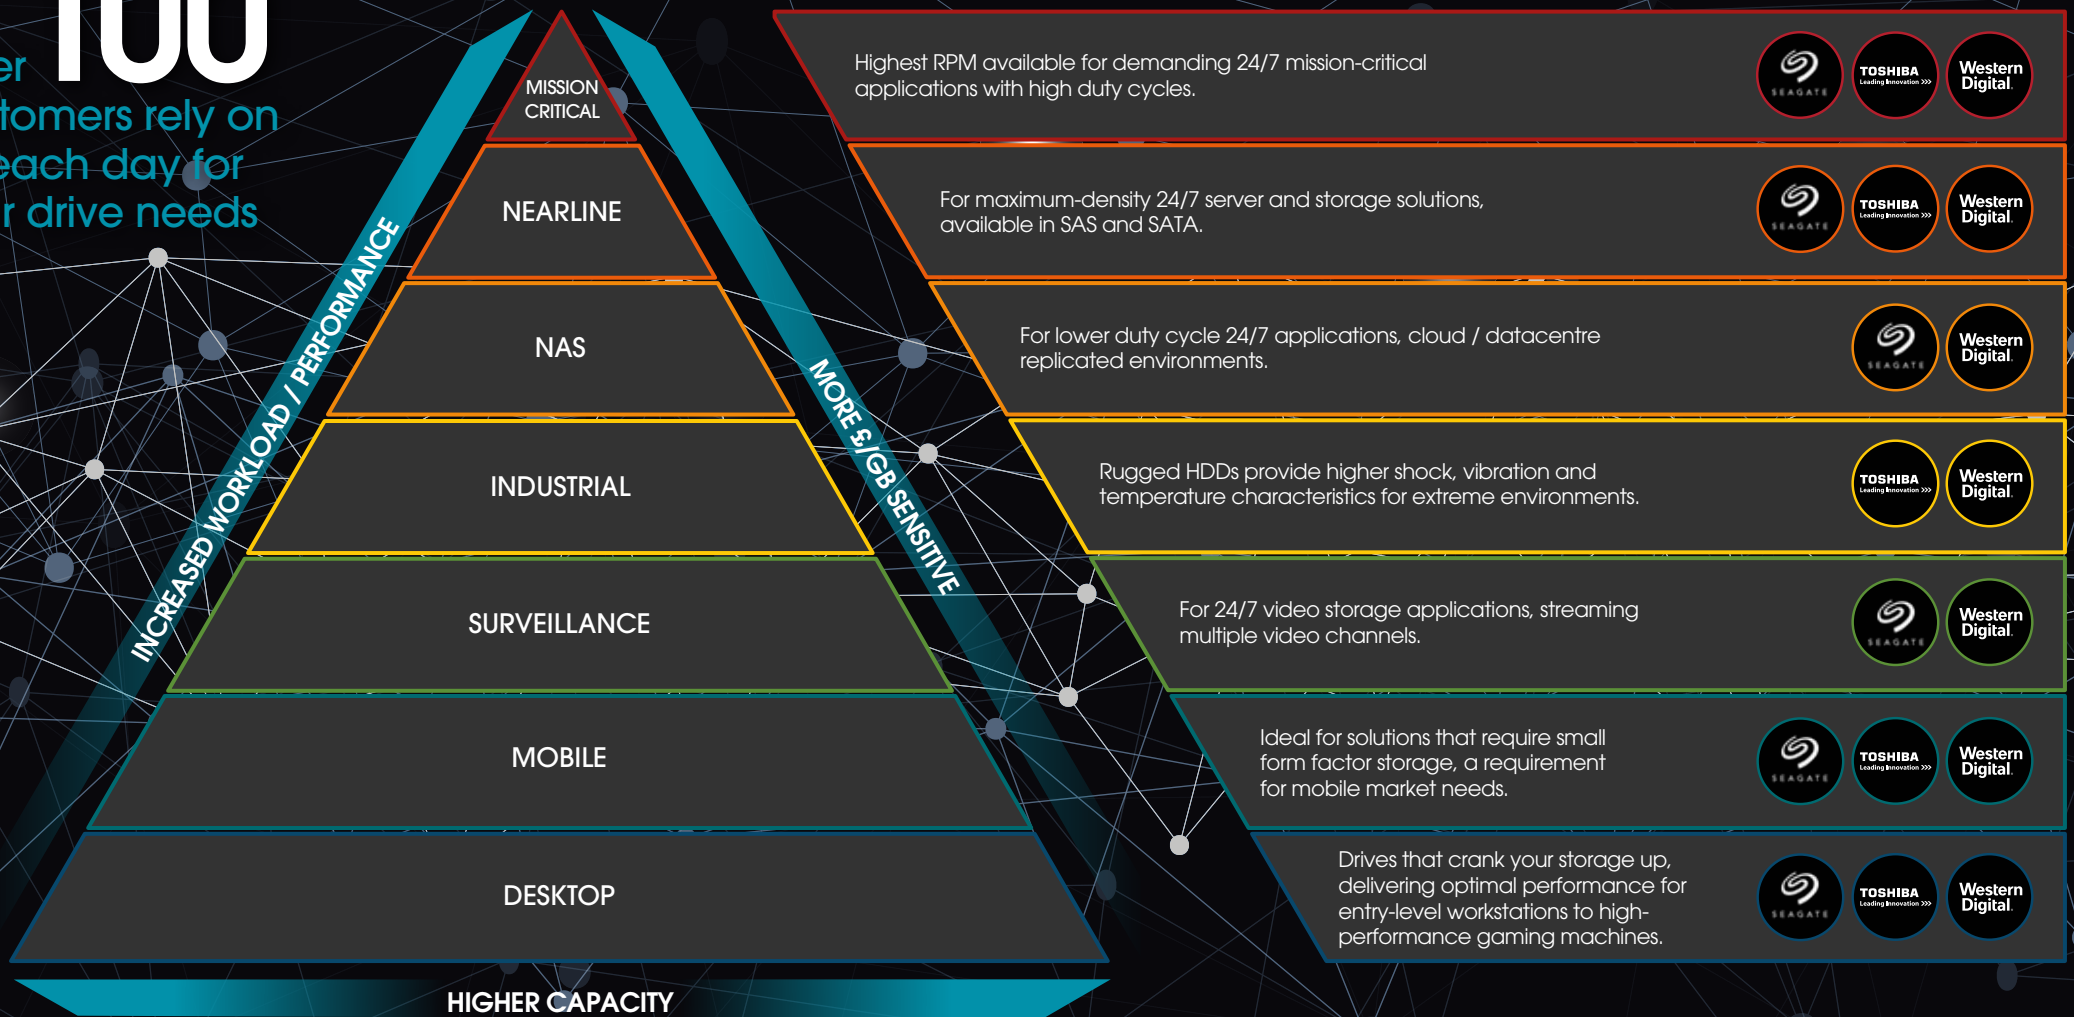 100
er
tomers rely on
each day for
r drive needs
INCREASED WORKLOAD / PERFORMANCE
MORE £/GB SENSITIVE
MISSION
CRITICAL
Highest RPM available for demanding 24/7 mission-critical
applications with high duty cycles.
SEAGATE
TOSHIBA
Leading Innovation >>>
Western
Digital.
NEARLINE
For maximum-density 24/7 server and storage solutions,
available in SAS and SATA.
SEAGATE
TOSHIBA
Leading Innovation >>>
Western
Digital.
NAS
For lower duty cycle 24/7 applications, cloud / datacentre
replicated environments.
SEAGATE
Western
Digital.
INDUSTRIAL
Rugged HDDs provide higher shock, vibration and
temperature characteristics for extreme environments.
TOSHIBA
Leading Innovation >>>
Western
Digital.
SURVEILLANCE
For 24/7 video storage applications, streaming
multiple video channels.
SEAGATE
Western
Digital.
MOBILE
Ideal for solutions that require small
form factor storage, a requirement
for mobile market needs.
SEAGATE
TOSHIBA
Leading Innovation >>>
Western
Digital.
DESKTOP
Drives that crank your storage up,
delivering optimal performance for
entry-level workstations to high-
performance gaming machines.
SEAGATE
TOSHIBA
Leading Innovation >>>
Western
Digital.
HIGHER CAPACITY